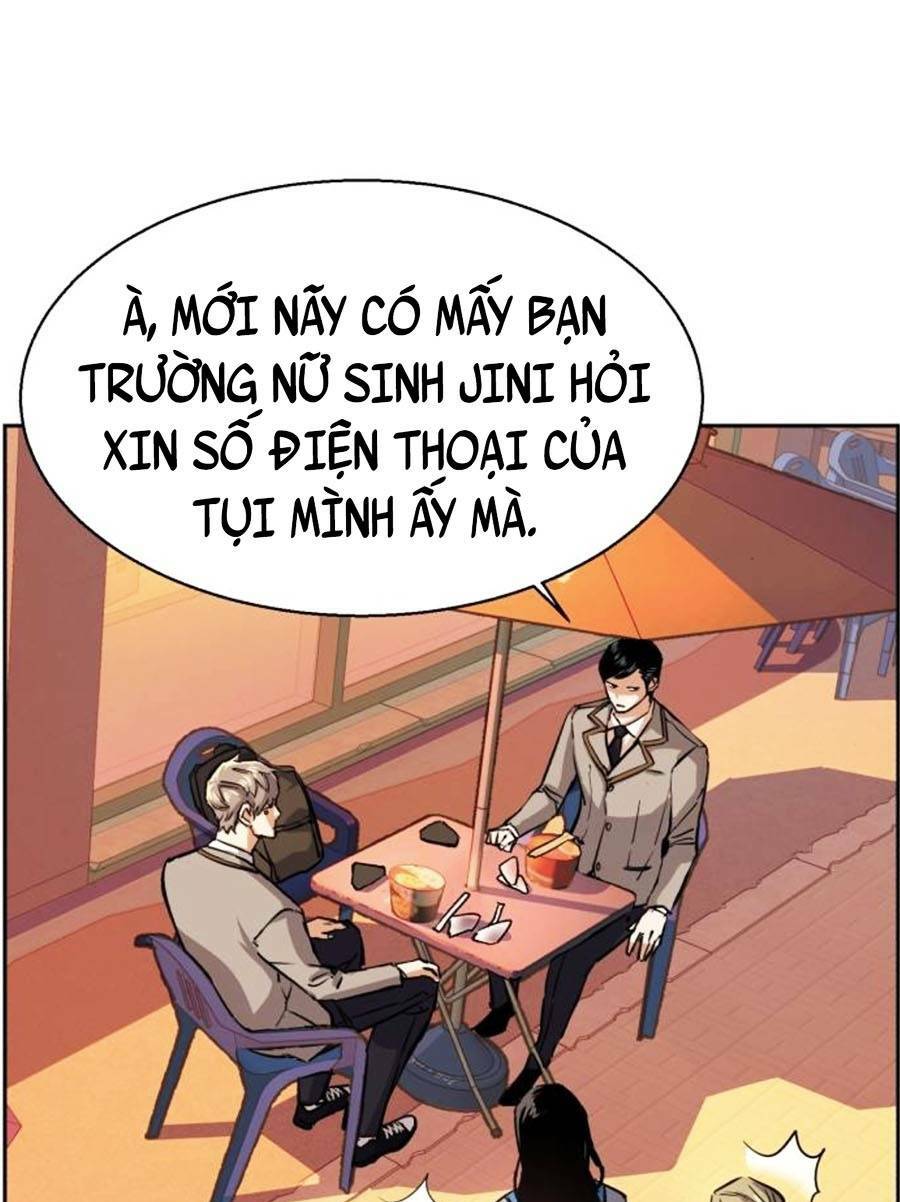 À, MỚI NÃY CÓ MẤY BẠN
TRƯỜNG NỮ SINH JINI HỎI
XIN SỐ ĐIỆN THOẠI CỦA
TỤI MÌNH ẤY MÀ.